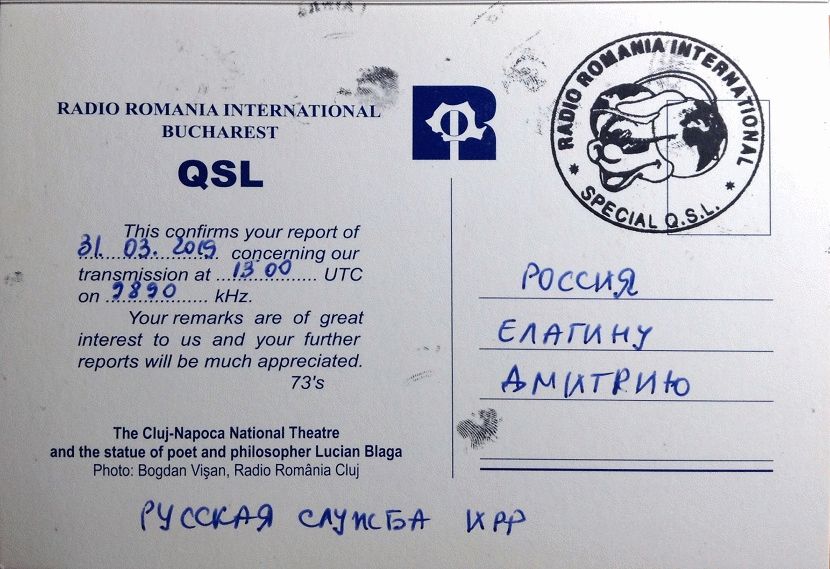 RADIO ROMANIA INTERNATIONAL
BUCHAREST
QSL
This confirms your report of
31. 03. 2019 concerning our
transmission at 13 00 UTC
on 9890 kHz.
Your remarks are of great
interest to us and your further
reports will be much appreciated.
73's
The Cluj-Napoca National Theatre
and the statue of poet and philosopher Lucian Blaga
Photo: Bogdan Vişan, Radio România Cluj
РУССКАЯ СЛУЖБА ИРР
RADIO ROMANIA INTERNATIONAL
* SPECIAL Q.S.L. *
РОССИЯ
ЕЛАГИНУ
ДМИТРИЮ